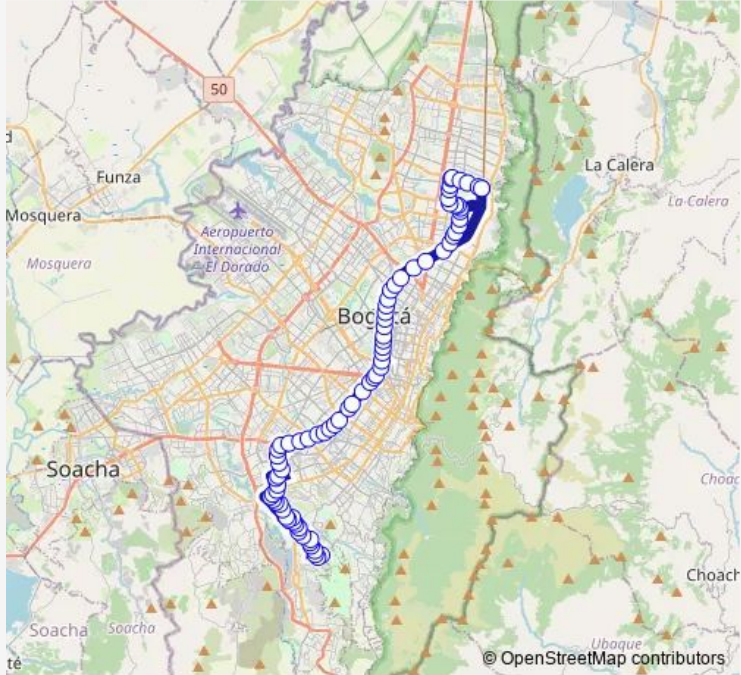 50
Funza
La Calera
Mosquera
La Calera
Aeropuerto
Internacional
El Dorado
Mosquera
Bogotá
Soacha
Choach
Soacha
Soacha
Ubaque
té
© OpenStreetMap contributors